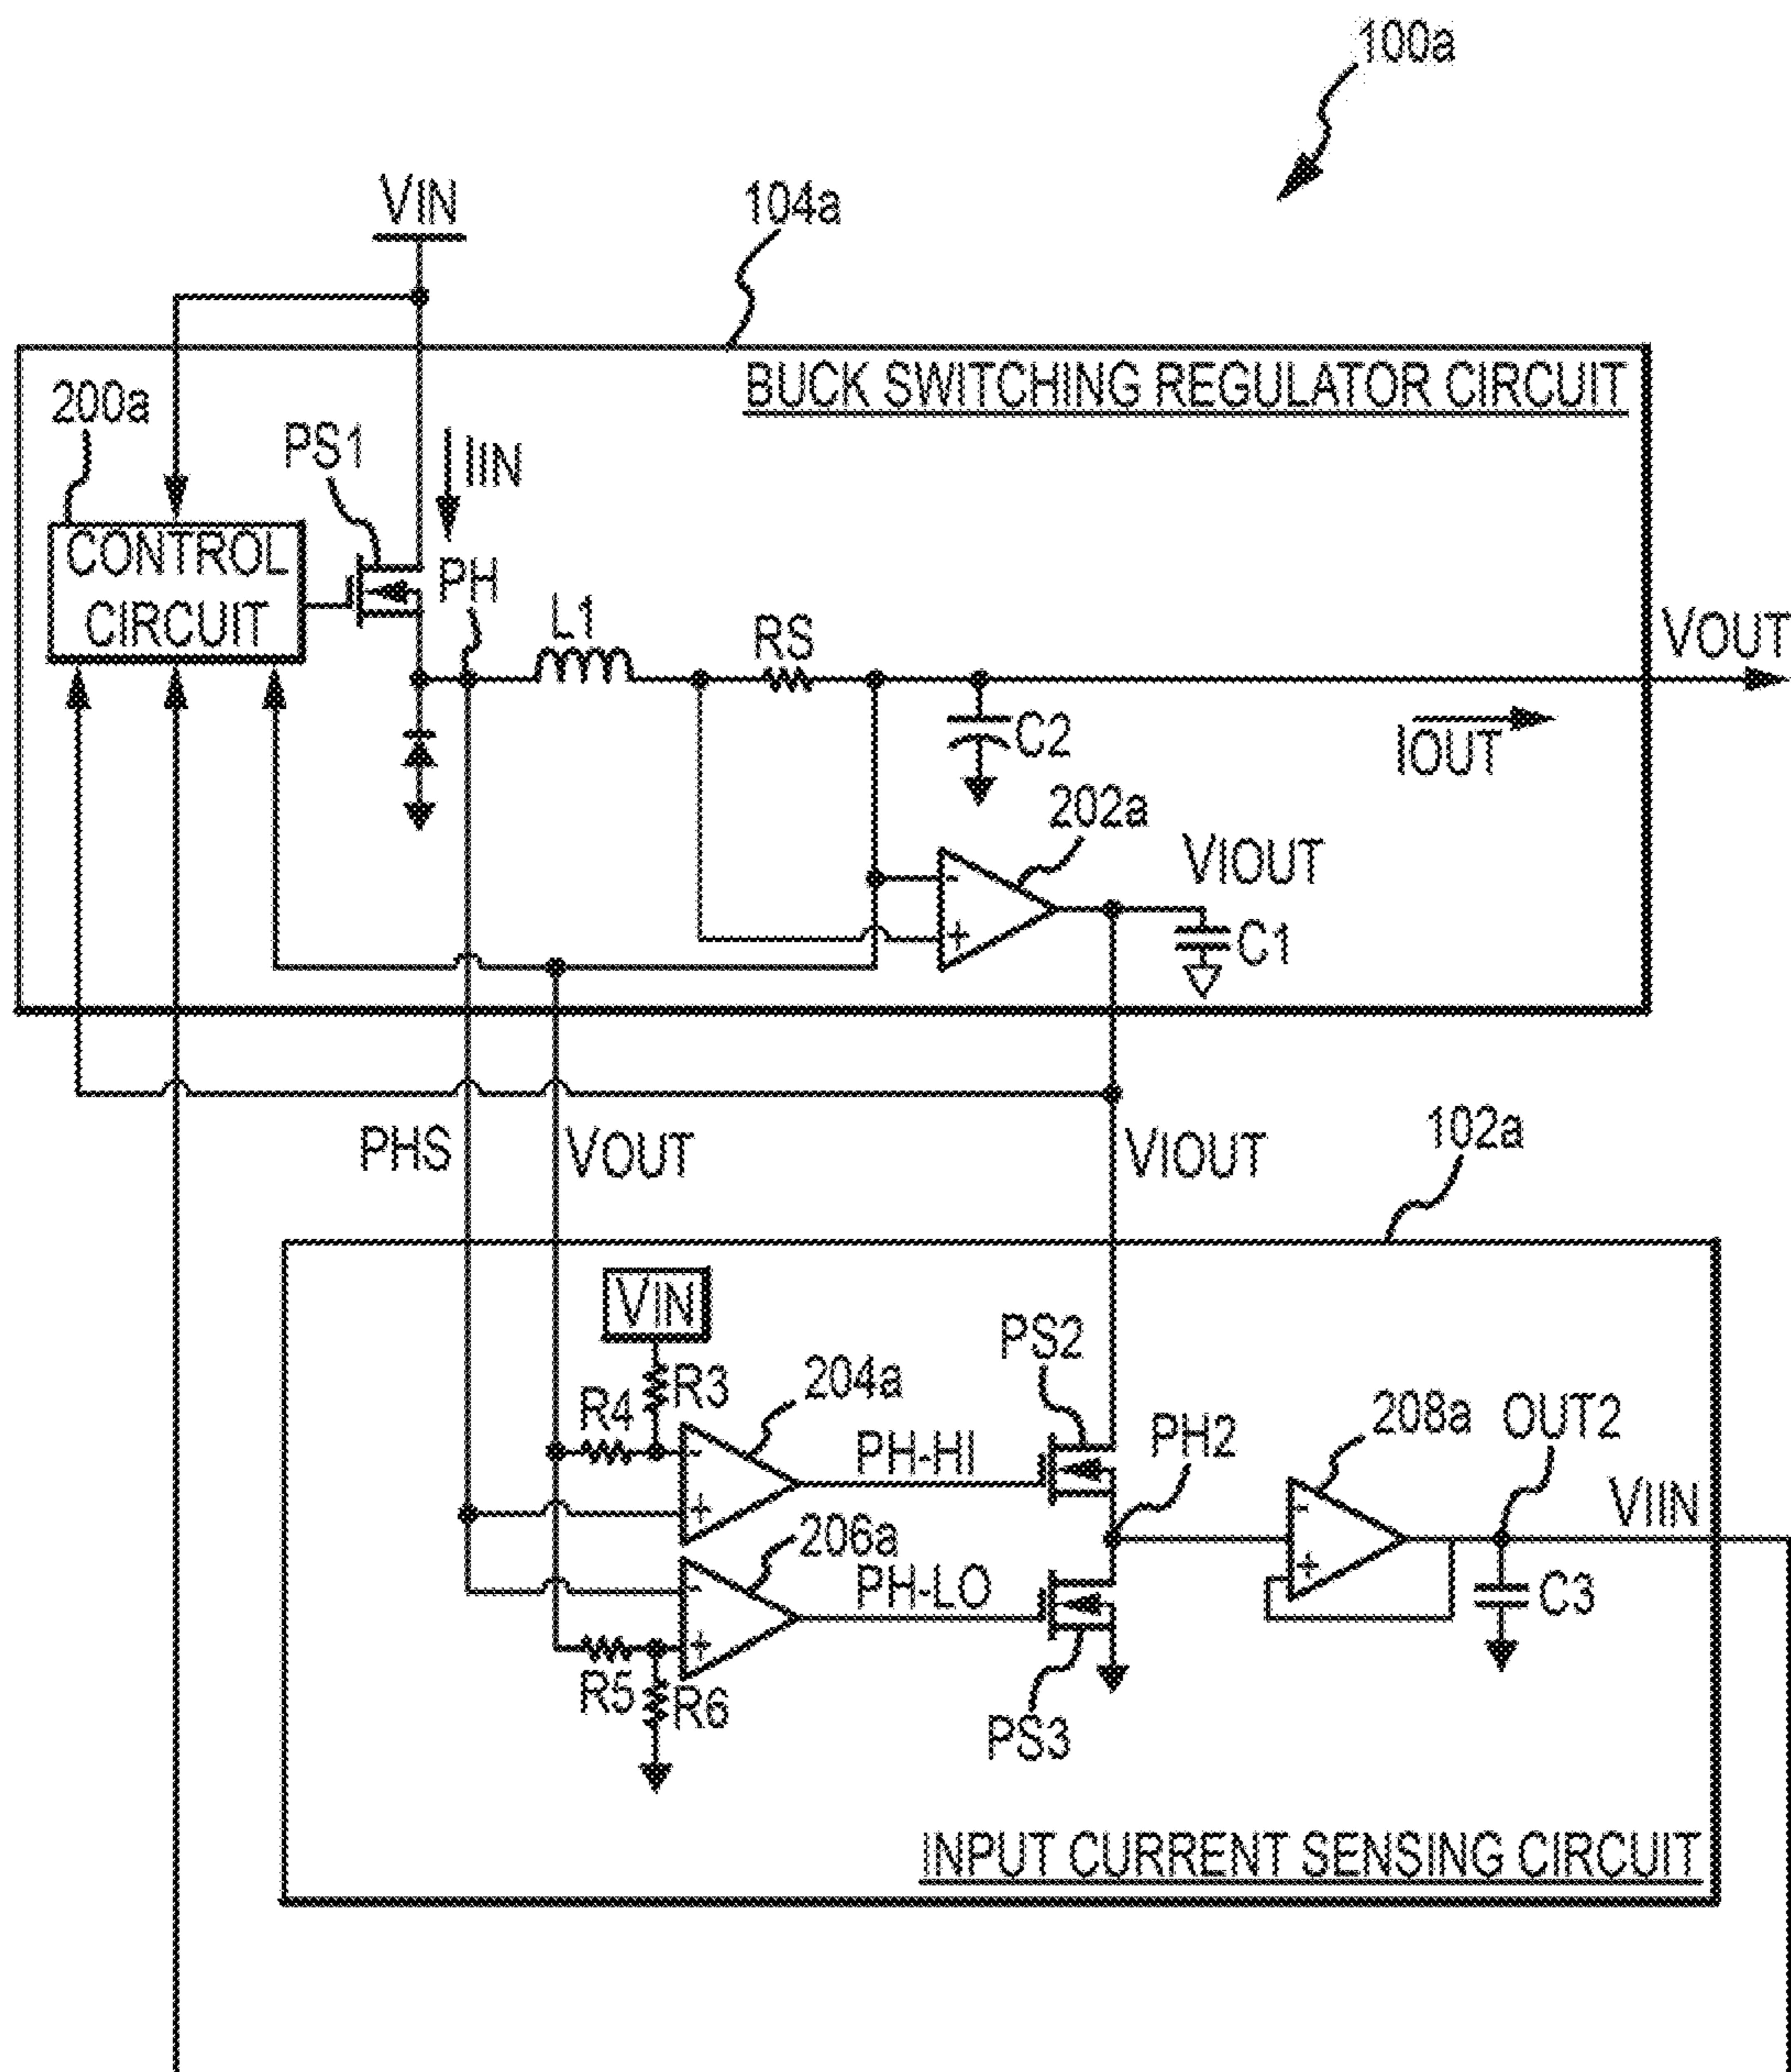 100a
VIN
104a
BUCK SWITCHING REGULATOR CIRCUIT
200a
PS1
IIN
CONTROL
CIRCUIT
PH
L1
RS
VOUT
C2
IOUT
202a
-
+
VIOUT
C1
PHS
VOUT
VIOUT
102a
VIN
R3
R4
204a
-
+
PH-HI
PS2
PH2
208a
-
+
OUT2
VIIN
206a
-
+
PH-LO
C3
R5
R6
PS3
INPUT CURRENT SENSING CIRCUIT